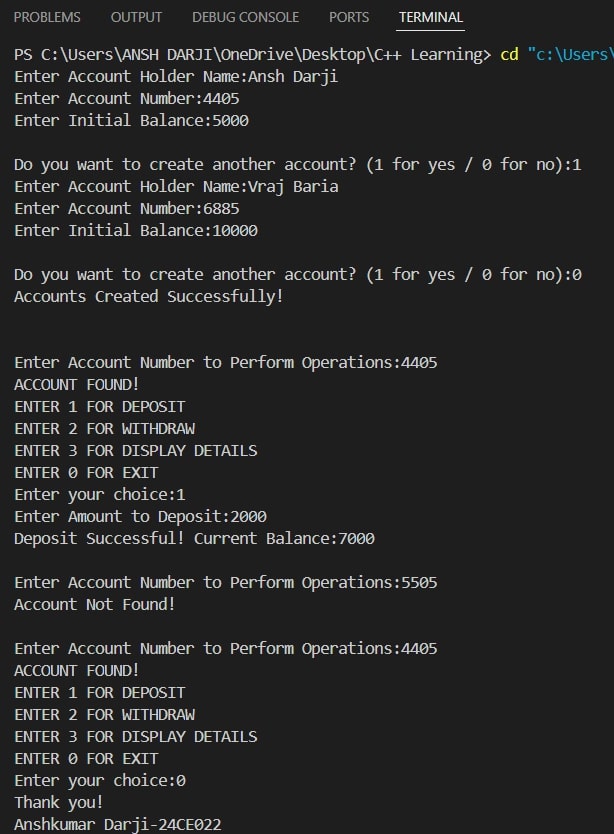 PROBLEMS OUTPUT DEBUG CONSOLE PORTS TERMINAL
PS C:\Users\ANSH DARJI\OneDrive\Desktop\C++ Learning> cd "c:\Users\
Enter Account Holder Name:Ansh Darji
Enter Account Number:4405
Enter Initial Balance:5000
Do you want to create another account? (1 for yes / 0 for no):1
Enter Account Holder Name:Vraj Baria
Enter Account Number:6885
Enter Initial Balance:10000
Do you want to create another account? (1 for yes / 0 for no):0
Accounts Created Successfully!
Enter Account Number to Perform Operations:4405
ACCOUNT FOUND!
ENTER 1 FOR DEPOSIT
ENTER 2 FOR WITHDRAW
ENTER 3 FOR DISPLAY DETAILS
ENTER 0 FOR EXIT
Enter your choice:1
Enter Amount to Deposit:2000
Deposit Successful! Current Balance:7000
Enter Account Number to Perform Operations:5505
Account Not Found!
Enter Account Number to Perform Operations:4405
ACCOUNT FOUND!
ENTER 1 FOR DEPOSIT
ENTER 2 FOR WITHDRAW
ENTER 3 FOR DISPLAY DETAILS
ENTER 0 FOR EXIT
Enter your choice:0
Thank you!
Anshkumar Darji-24CE022